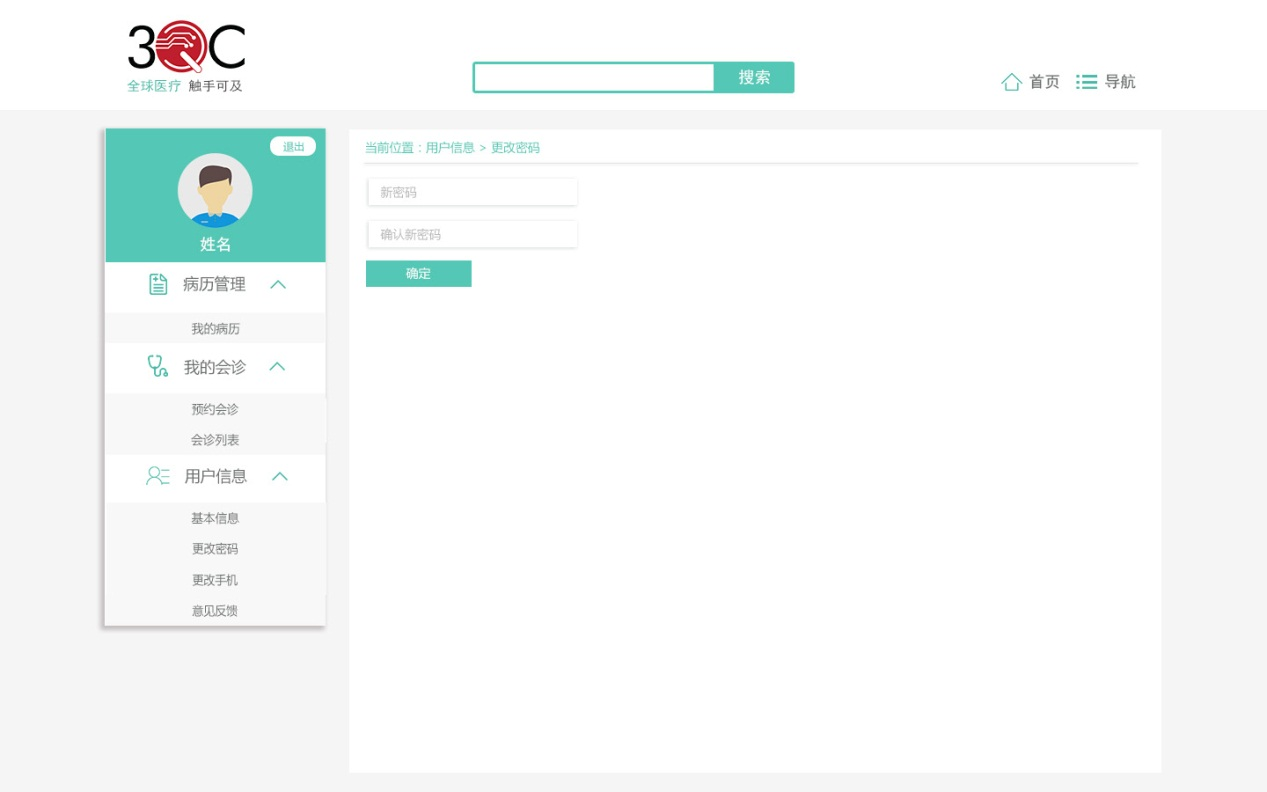 3QC
全球医疗 触手可及
搜索
首页
导航
退出
姓名
病历管理
我的病历
我的会诊
预约会诊
会诊列表
用户信息
基本信息
更改密码
更改手机
意见反馈
当前位置：用户信息 > 更改密码
新密码
确认新密码
确定